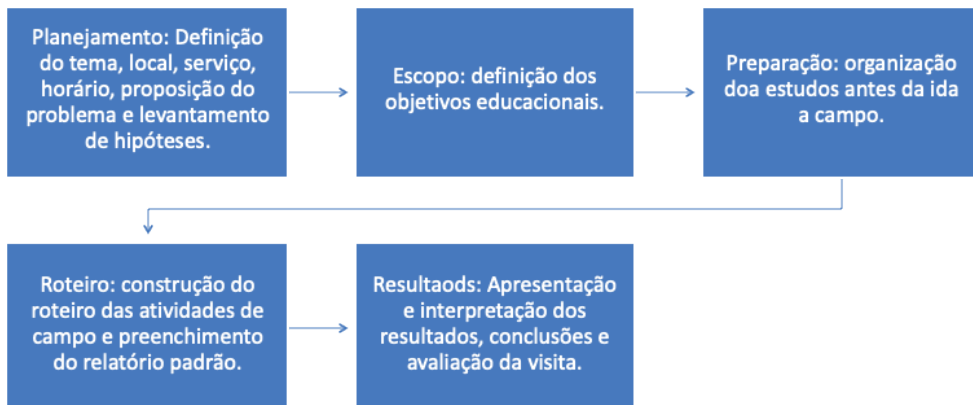 Planejamento: Definição
do tema, local, serviço,
horário, proposição do
problema e levantamento
de hipóteses.
Escopo: definição dos
objetivos educacionais.
Preparação: organização
doa estudos antes da ida
a campo.
Roteiro: construção do
roteiro das atividades de
campo e preenchimento
do relatório padrão.
Resultaods: Apresentação
e interpretação dos
resultados, conclusões e
avaliação da visita.